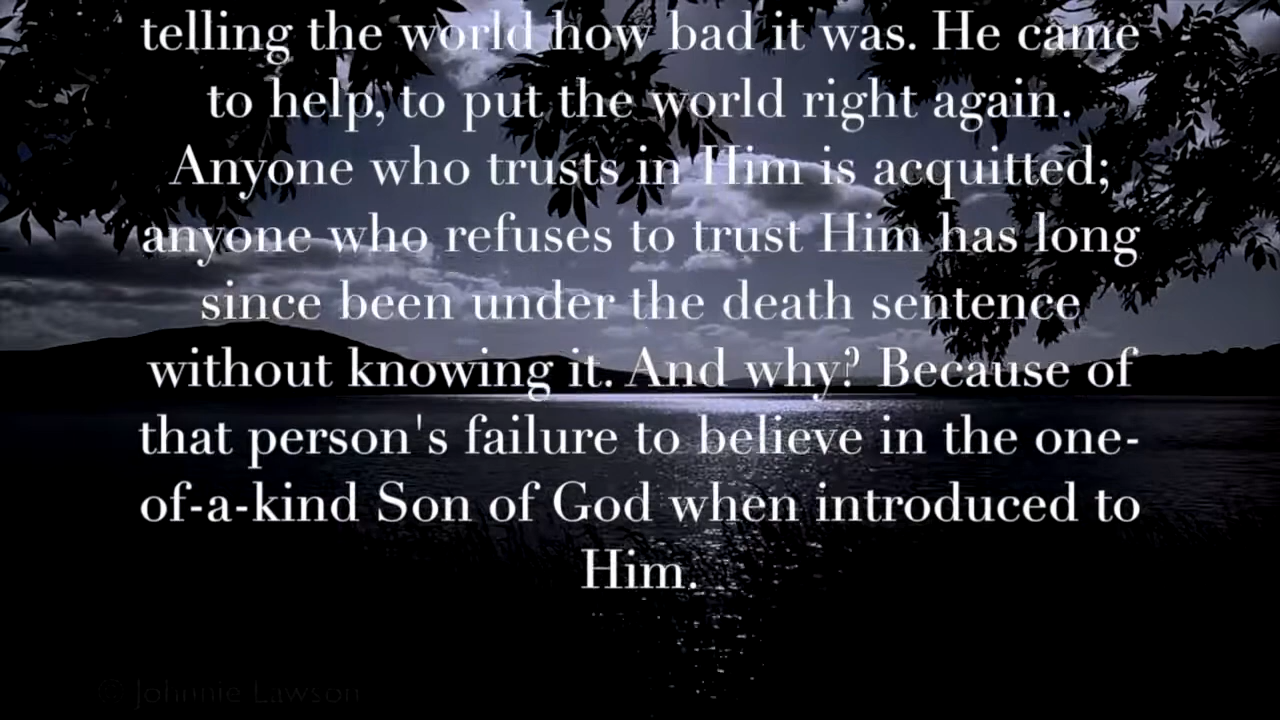 telling the world how bad it was. He came
to help, to put the world right again.
Anyone who trusts in Him is acquitted;
anyone who refuses to trust Him has long
since been under the death sentence
without knowing it. And why? Because of
that person's failure to believe in the one-
of-a-kind Son of God when introduced to
Him.
© Johnnie Lawson